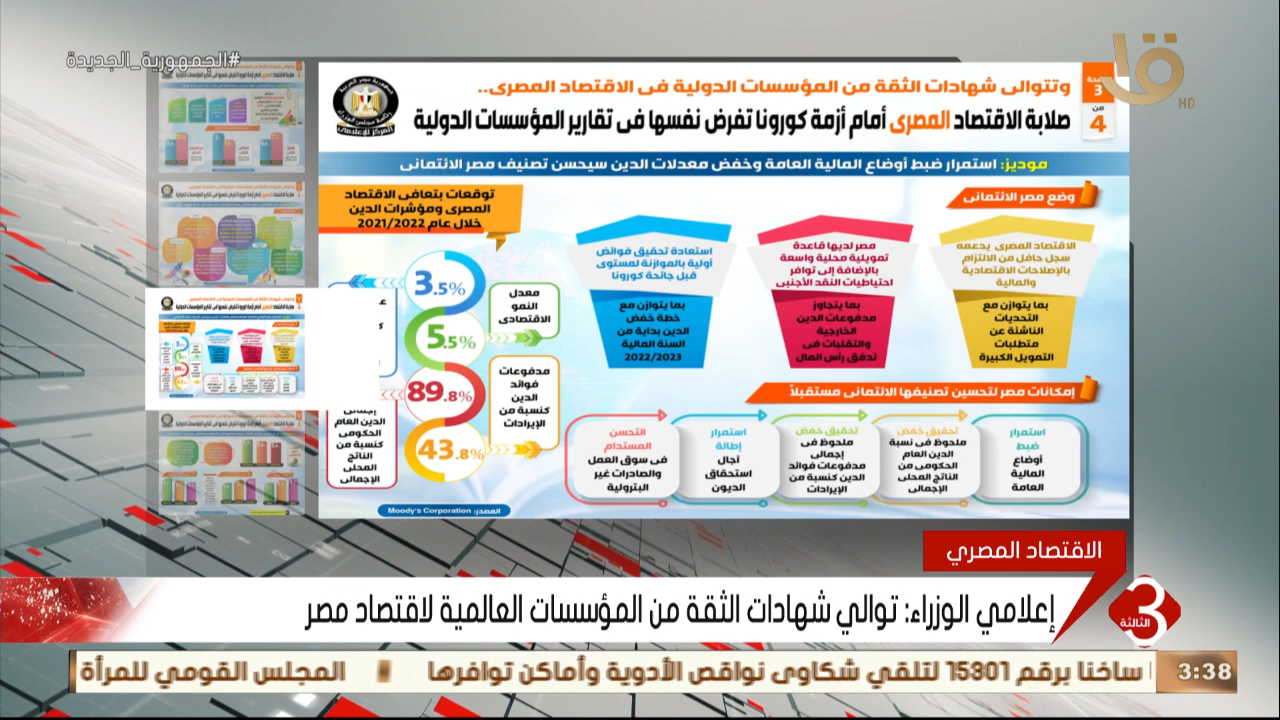 #الجمهورية_الجديدة
HD
3
من
4
وتتوالى شهادات الثقة من المؤسسات الدولية فى الاقتصاد المصرى..
صلابة الاقتصاد المصرى أمام أزمة كورونا تفرض نفسها فى تقارير المؤسسات الدولية
موديز: استمرار ضبط أوضاع المالية العامة وخفض معدلات الدين سيحسن تصنيف مصر الائتمانى
وضع مصر الائتمانى
الاقتصاد المصرى يدعمه
سجل حافل من الالتزام
بالإصلاحات الاقتصادية
والمالية
بما يتوازن مع
التحديات
الناشئة عن
متطلبات
التمويل الكبيرة
مصر لديها قاعدة
تمويلية محلية واسعة
بالإضافة إلى توافر
احتياطيات النقد الأجنبي
بما يتجاوز
مدفوعات الدين
الخارجية
والتقلبات فى
تدفق رأس المال
استعادة تحقيق فوائض
أولية بالموازنة لمستوى
قبل جائحة كورونا
بما يتوازن مع
خطة خفض
الدين بداية من
السنة المالية
2022/2023
توقعات بتعافى الاقتصاد
المصرى ومؤشرات الدين
خلال عام 2021/2022
3.5%
معدل
النمو
الاقتصادى
5.5%
89.8%
مدفوعات
فوائد
الدين
كنسبة من
الإيرادات
43.8%
إجمالى
الدين العام
الحكومى
كنسبة من
الناتج
المحلى
الإجمالى
إمكانات مصر لتحسين تصنيفها الائتمانى مستقبلاً
استمرار
ضبط
أوضاع
المالية
العامة
تحقيق خفض
ملحوظ فى نسبة
الدين العام
الحكومى من
الناتج المحلى
الإجمالى
تحقيق خفض
ملحوظ فى
إجمالى
مدفوعات فوائد
الدين كنسبة من
الإيرادات
استمرار
إطالة
آجال
استحقاق
الديون
التحسن
المستدام
فى سوق العمل
والصادرات غير
البترولية
المصدر: Moody's Corporation
الاقتصاد المصري
إعلامي الوزراء: توالي شهادات الثقة من المؤسسات العالمية لاقتصاد مصر
3
الثالثة
ساخنا برقم 15301 لتلقي شكاوى نواقص الأدوية وأماكن توافرها
المجلس القومي للمرأة
3:38